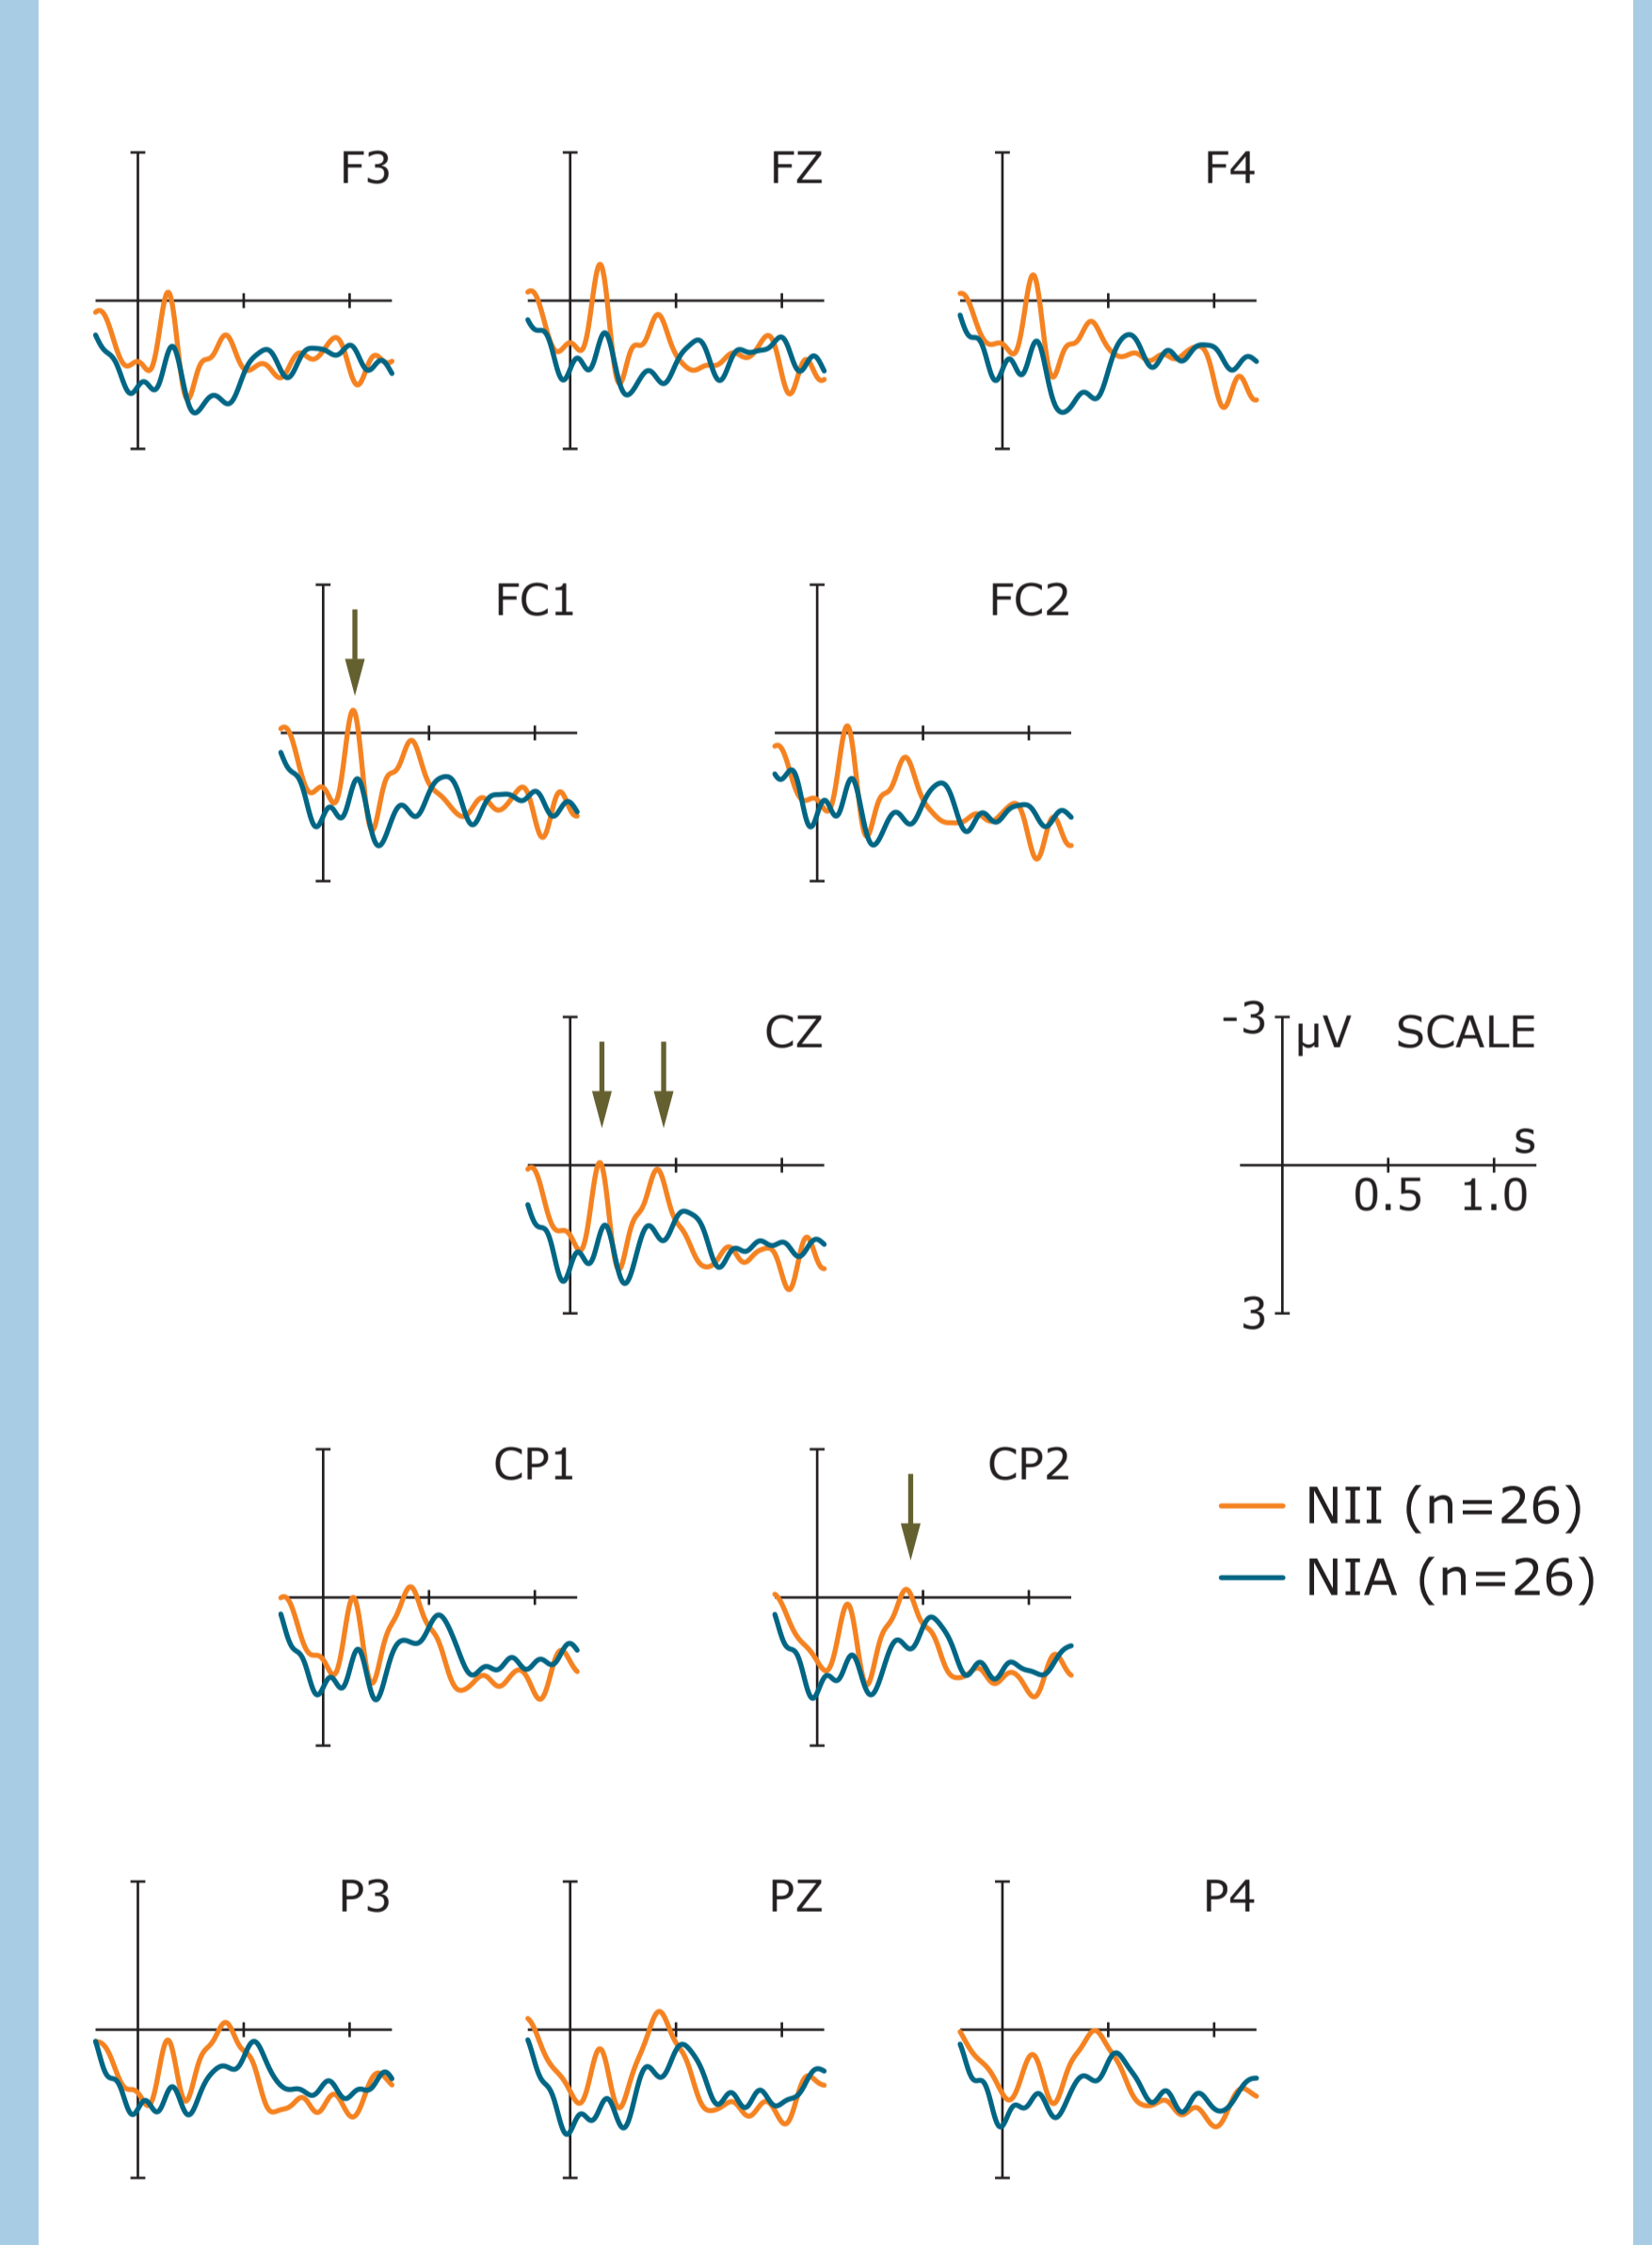 F3
FZ
F4
FC1
FC2
CZ
-3
µV SCALE
s
0.5 1.0
3
CP1
CP2
NII (n=26)
NIA (n=26)
P3
PZ
P4